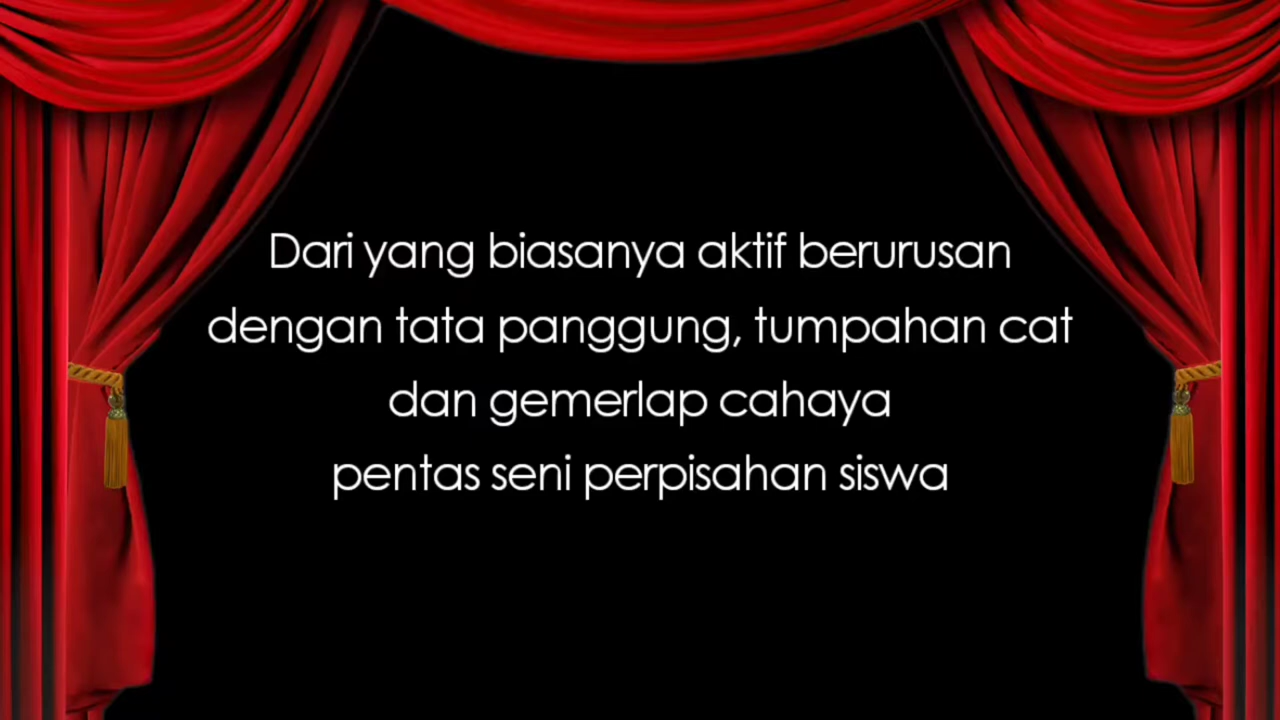 Dari yang biasanya aktif berurusan
dengan tata panggung, tumpahan cat
dan gemerlap cahaya
pentas seni perpisahan siswa